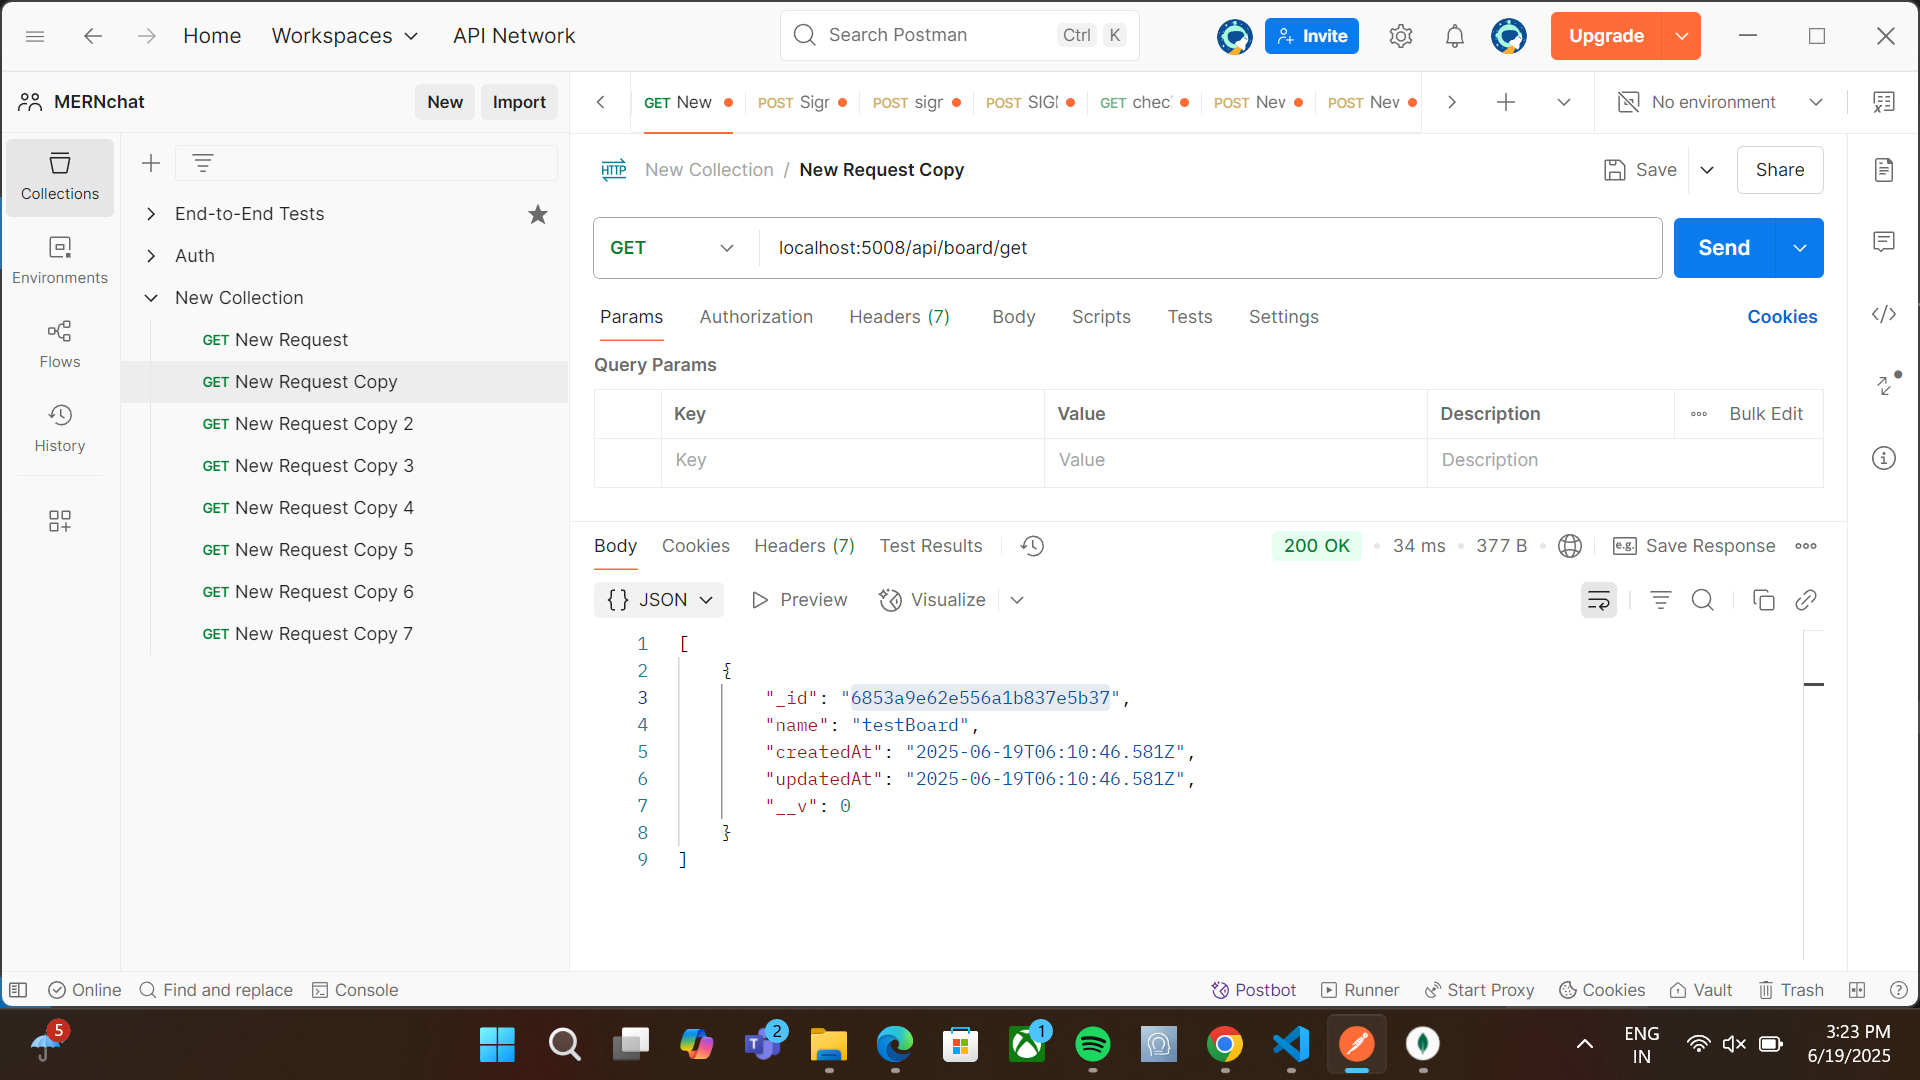 Home
Workspaces
API Network
Search Postman
Ctrl K
Invite
Upgrade
MERNchat
New
Import
GET New
POST Sigr
POST sigr
POST SIGI
GET chec
POST Nev
POST Nev
No environment
Collections
Environments
Flows
History
End-to-End Tests
Auth
New Collection
GET New Request
GET New Request Copy
GET New Request Copy 2
GET New Request Copy 3
GET New Request Copy 4
GET New Request Copy 5
GET New Request Copy 6
GET New Request Copy 7
HTTP
New Collection / New Request Copy
Save
Share
GET
localhost:5008/api/board/get
Send
Params
Authorization
Headers (7)
Body
Scripts
Tests
Settings
Cookies
Query Params
Key
Value
Description
Bulk Edit
Key
Value
Description
Body
Cookies
Headers (7)
Test Results
200 OK
34 ms
377 B
e.g.
Save Response
{} JSON
Preview
Visualize
1 [
2 {
3 "_id": "6853a9e62e556a1b837e5b37",
4 "name": "testBoard",
5 "createdAt": "2025-06-19T06:10:46.581Z",
6 "updatedAt": "2025-06-19T06:10:46.581Z",
7 "__v": 0
8 }
9 ]
Online
Find and replace
Console
Postbot
Runner
Start Proxy
Cookies
Vault
Trash
5
2
1
ENG
IN
3:23 PM
6/19/2025